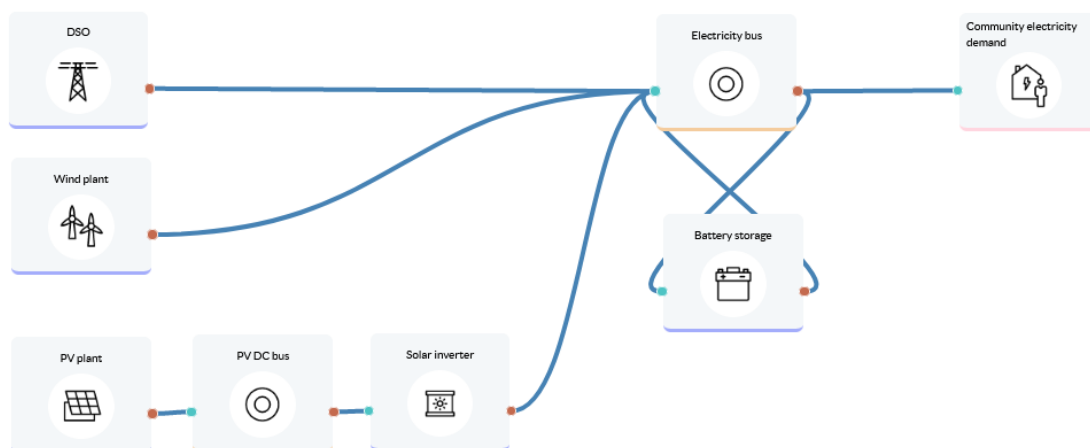 DSO
Electricity bus
Community electricity
demand
Wind plant
Battery storage
PV plant
PV DC bus
Solar inverter